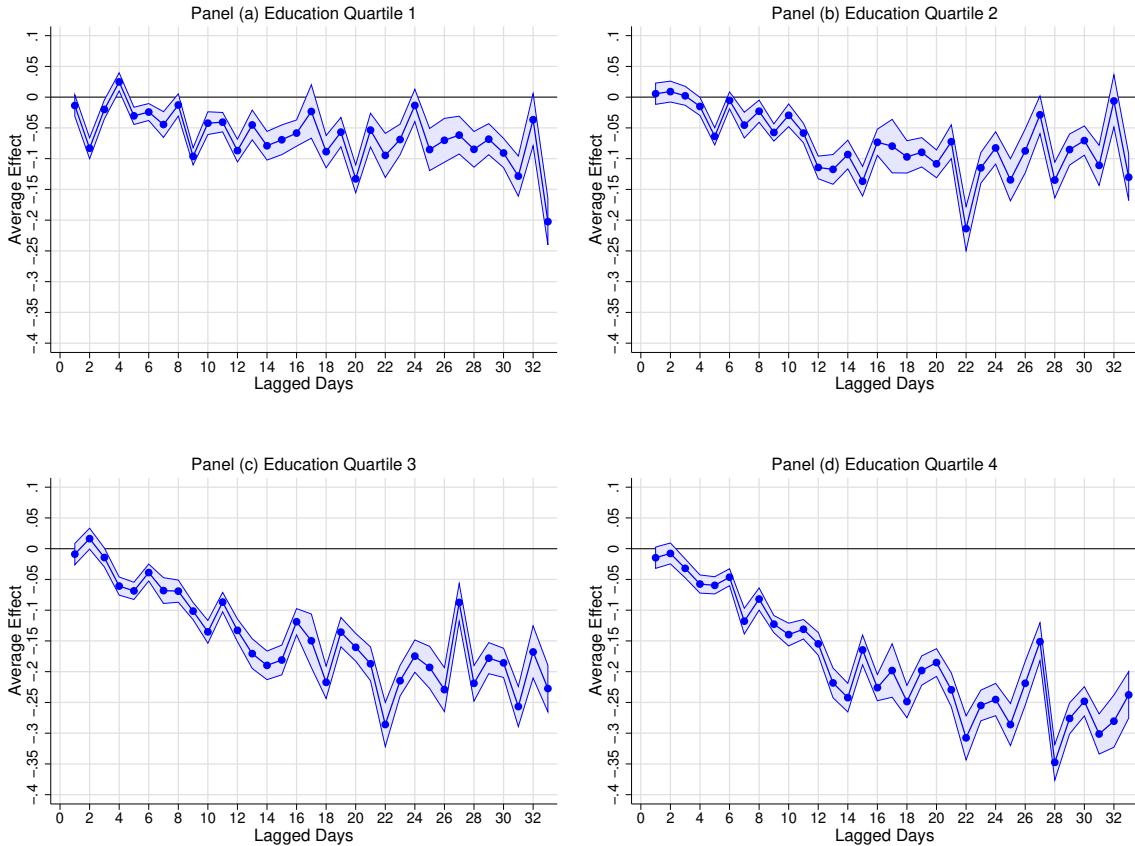 Panel (a) Education Quartile 1
Average Effect
.1
.05
0
-.05
-.1
-.15
-.2
-.25
-.3
-.35
-.4
0 2 4 6 8 10 12 14 16 18 20 22 24 26 28 30 32
Lagged Days
Panel (b) Education Quartile 2
Average Effect
.1
.05
0
-.05
-.1
-.15
-.2
-.25
-.3
-.35
-.4
0 2 4 6 8 10 12 14 16 18 20 22 24 26 28 30 32
Lagged Days
Panel (c) Education Quartile 3
Average Effect
.1
.05
0
-.05
-.1
-.15
-.2
-.25
-.3
-.35
-.4
0 2 4 6 8 10 12 14 16 18 20 22 24 26 28 30 32
Lagged Days
Panel (d) Education Quartile 4
Average Effect
.1
.05
0
-.05
-.1
-.15
-.2
-.25
-.3
-.35
-.4
0 2 4 6 8 10 12 14 16 18 20 22 24 26 28 30 32
Lagged Days